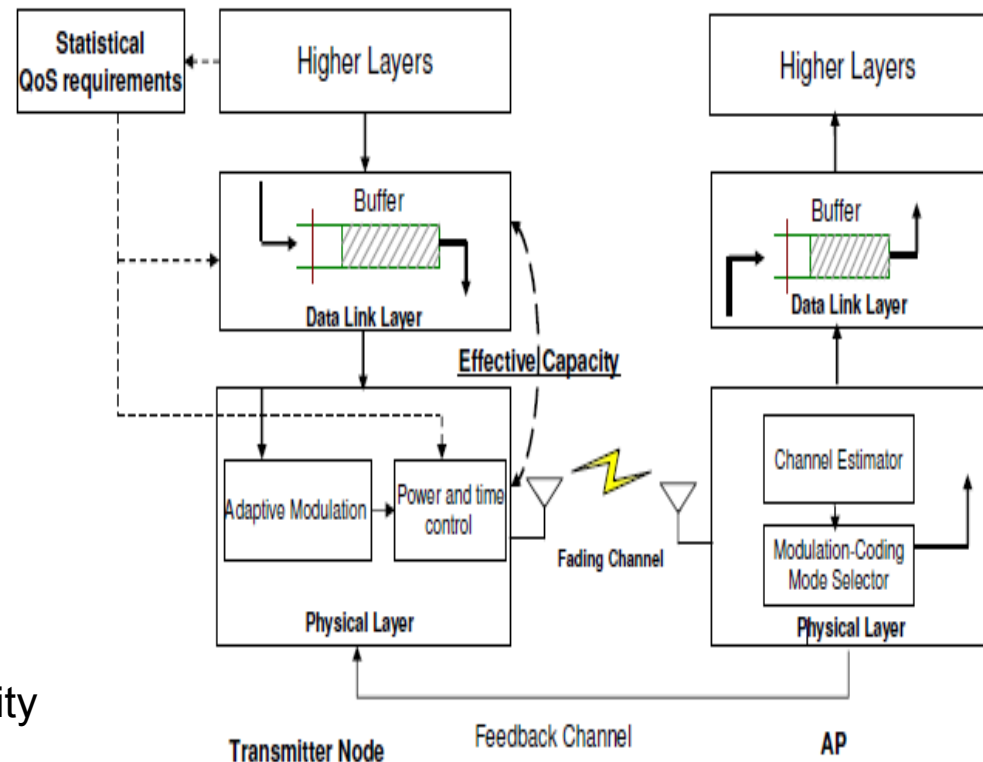 Statistical
QoS requirements
Higher Layers
Higher Layers
Buffer
Data Link Layer
Buffer
Data Link Layer
Effective Capacity
Adaptive Modulation
Power and time
control
Physical Layer
Fading Channel
Channel Estimator
Modulation-Coding
Mode Selector
Physical Layer
ity
Feedback Channel
Transmitter Node
AP